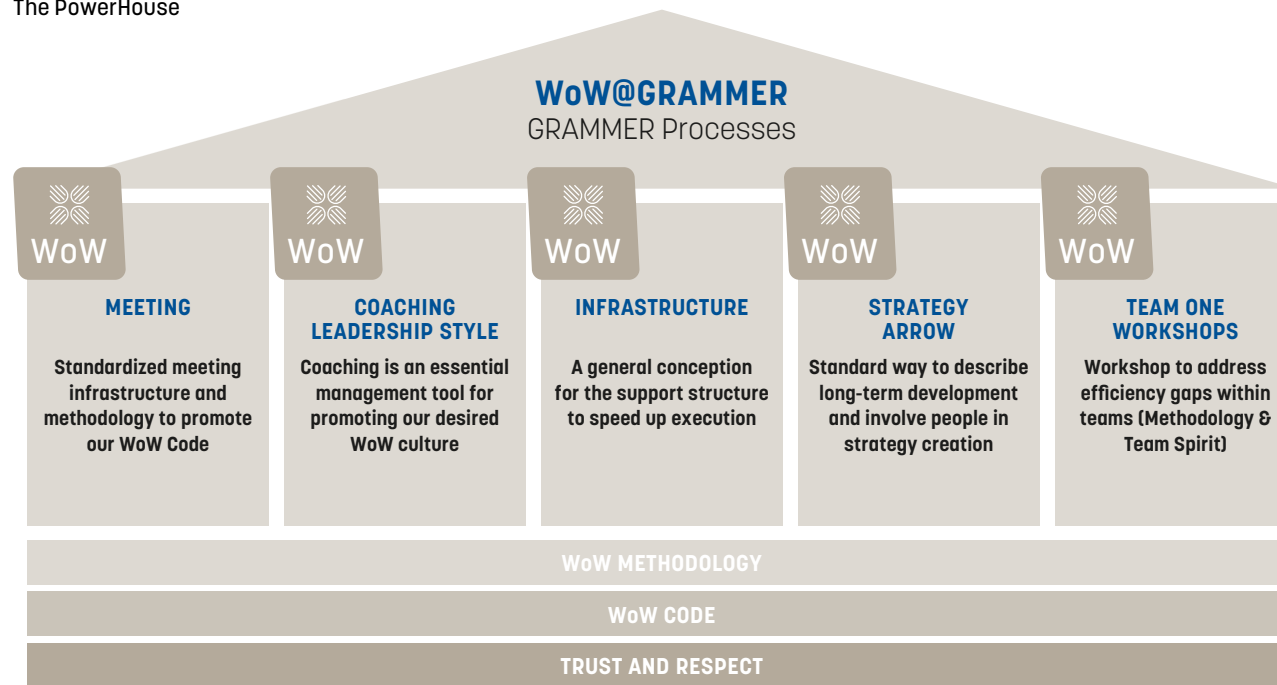 The PowerHouse
WoW@GRAMMER
GRAMMER Processes
WoW
MEETING
Standardized meeting
infrastructure and
methodology to promote
our WoW Code
WoW
COACHING
LEADERSHIP STYLE
Coaching is an essential
management tool for
promoting our desired
WoW culture
WoW
INFRASTRUCTURE
A general conception
for the support structure
to speed up execution
WoW
STRATEGY
ARROW
Standard way to describe
long-term development
and involve people in
strategy creation
WoW
TEAM ONE
WORKSHOPS
Workshop to address
efficiency gaps within
teams (Methodology &
Team Spirit)
WoW METHODOLOGY
WoW CODE
TRUST AND RESPECT